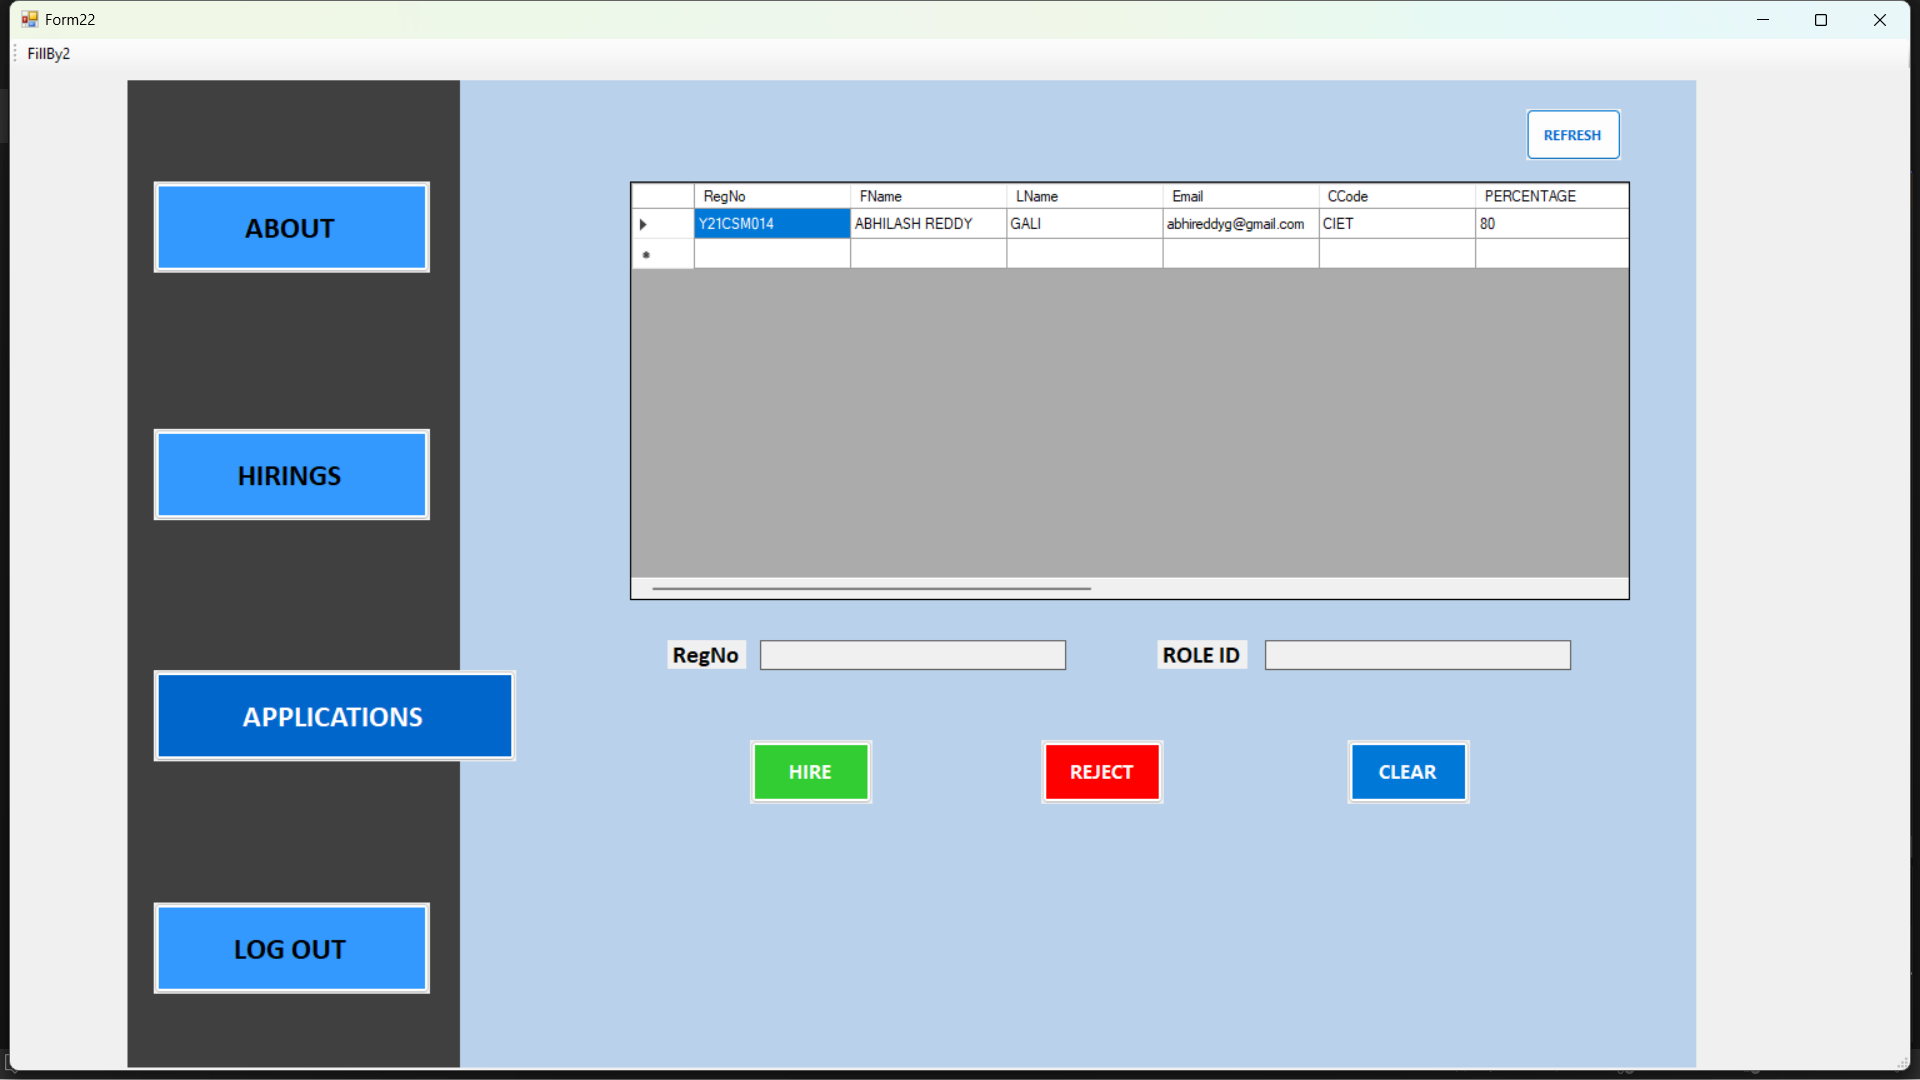 Form22
FillBy2
REFRESH
RegNo FName LName Email CCode PERCENTAGE
Y21CSM014 ABHILASH REDDY GALI abhireddyg@gmail.com CIET 80
ABOUT
HIRINGS
APPLICATIONS
LOG OUT
RegNo ROLE ID
HIRE REJECT CLEAR